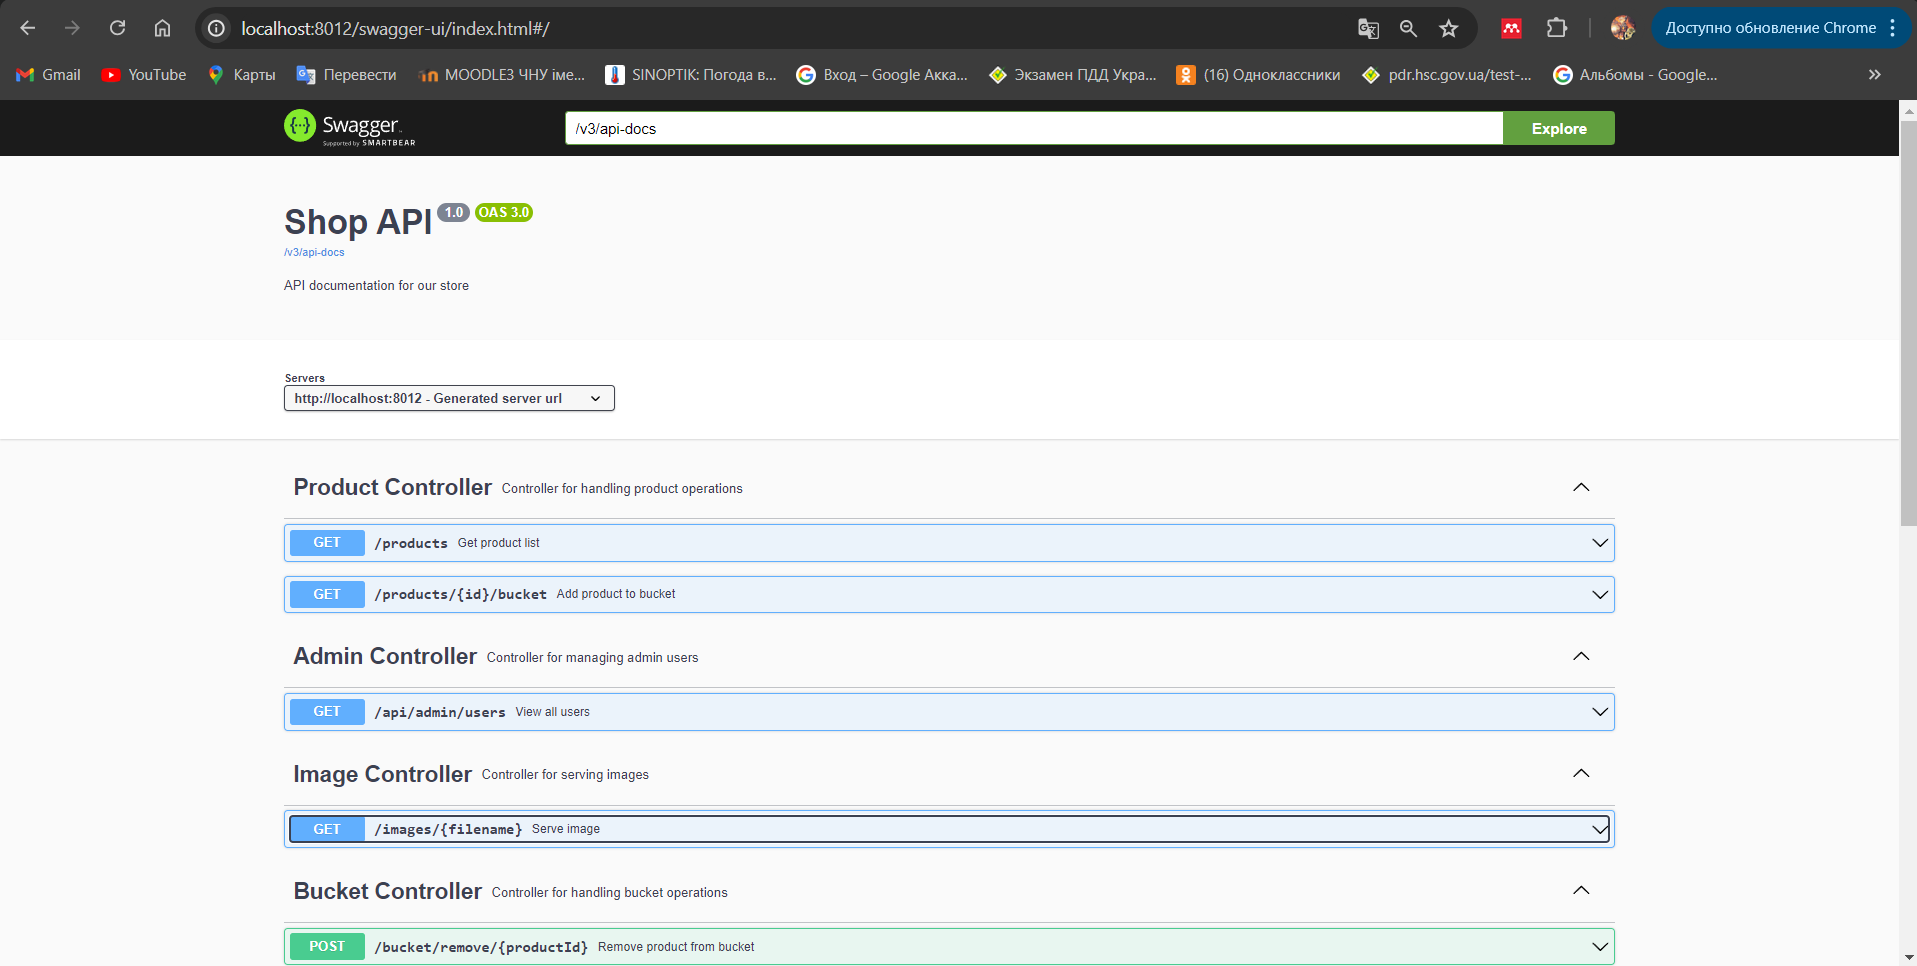 localhost:8012/swagger-ui/index.html#/
Доступно обновление Chrome
Gmail
YouTube
Карты
Перевести
MOODLE3 ЧНУ іме...
SINOPTIK: Погода в...
Вход – Google Акка...
Экзамен ПДД Укра...
(16) Одноклассники
pdr.hsc.gov.ua/test-...
Альбомы - Google...
Swagger
Supported by SMARTBEAR
/v3/api-docs
Explore
Shop API 1.0 OAS 3.0
/v3/api-docs
API documentation for our store
Servers
http://localhost:8012 - Generated server url
Product Controller Controller for handling product operations
GET /products Get product list
GET /products/{id}/bucket Add product to bucket
Admin Controller Controller for managing admin users
GET /api/admin/users View all users
Image Controller Controller for serving images
GET /images/{filename} Serve image
Bucket Controller Controller for handling bucket operations
POST /bucket/remove/{productId} Remove product from bucket